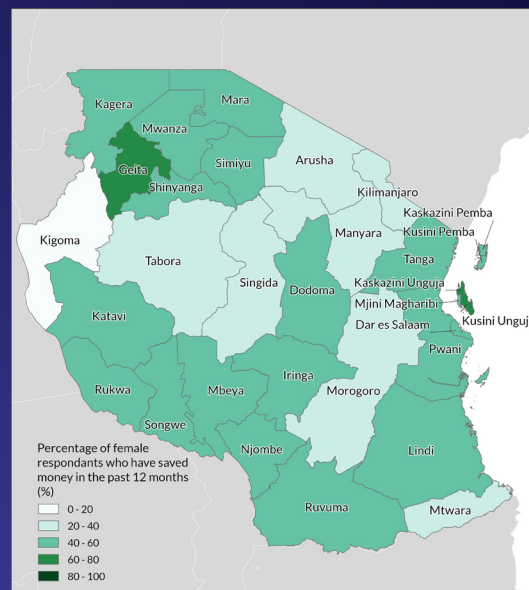 Kagera
Mara
Mwanza
Geita
Simiyu
Shinyanga
Arusha
Kilimanjaro
Kaskazini Pemba
Kusini Pemba
Kigoma
Manyara
Tabora
Tanga
Singida
Dodoma
Kaskazini Unguja
Mjini Magharibi
Katavi
Dar es Salaam
Kusini Unguj
Pwani
Rukwa
Mbeya
Iringa
Morogoro
Songwe
Njombe
Lindi
Ruvuma
Mtwara
Percentage of female
respondants who have saved
money in the past 12 months
(%)
0 - 20
20 - 40
40 - 60
60 - 80
80 - 100